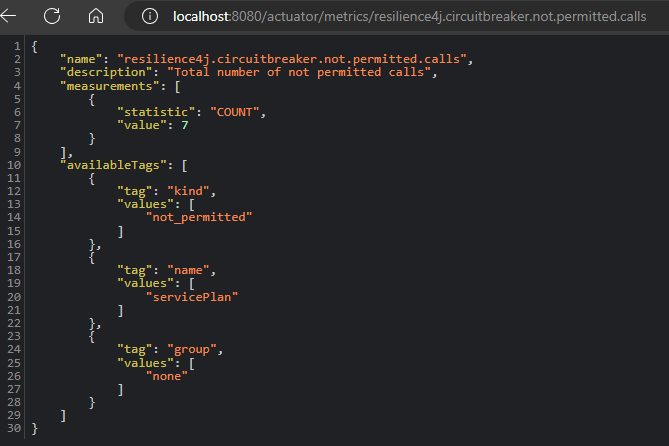 localhost:8080/actuator/metrics/resilience4j.circuitbreaker.not.permitted.calls
1 {
2     "name": "resilience4j.circuitbreaker.not.permitted.calls",
3     "description": "Total number of not permitted calls",
4     "measurements": [
5         {
6             "statistic": "COUNT",
7             "value": 7
8         }
9     ],
10     "availableTags": [
11         {
12             "tag": "kind",
13             "values": [
14                 "not_permitted"
15             ]
16         },
17         {
18             "tag": "name",
19             "values": [
20                 "servicePlan"
21             ]
22         },
23         {
24             "tag": "group",
25             "values": [
26                 "none"
27             ]
28         }
29     ]
30 }